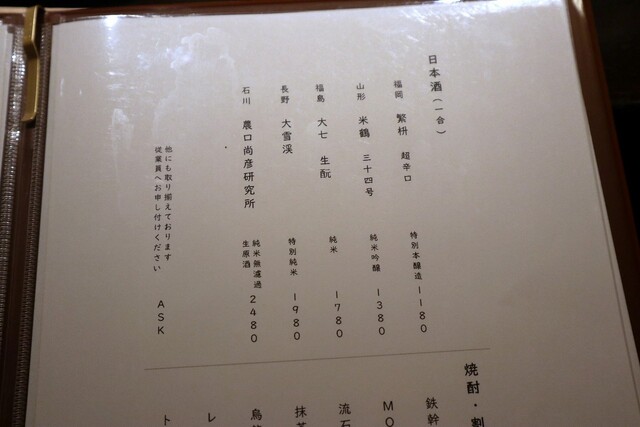 日本酒(一合)
福岡 繁枡 超辛口 特別本醸造 1180
山形 米鶴 三十四号 純米吟醸 1380
福島 大七 生酛 純米 1780
長野 大雪渓 特別純米 1980
石川 農口尚彦研究所 純米無濾過
生原酒 2480
他にも取り揃えております
従業員へお申し付けください ASK
焼酎・割
鉄幹
MO
流石
抹茶
鳥
レ
ト